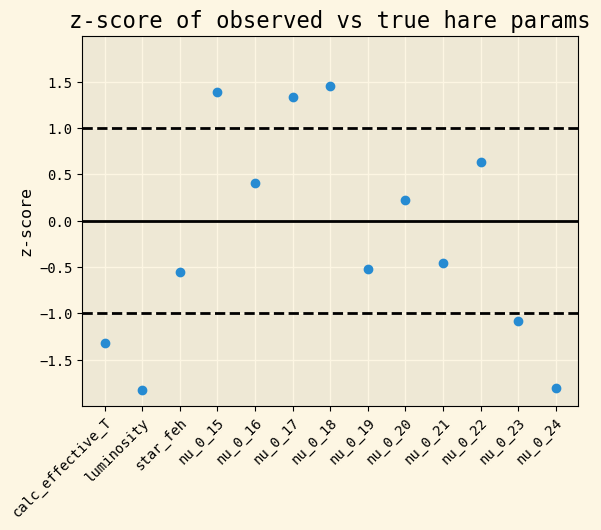 z-score of observed vs true hare params
z-score
1.5
1.0
0.5
0.0
−0.5
−1.0
−1.5
calc_effective_T
luminosity
star_feh
nu_0_15
nu_0_16
nu_0_17
nu_0_18
nu_0_19
nu_0_20
nu_0_21
nu_0_22
nu_0_23
nu_0_24